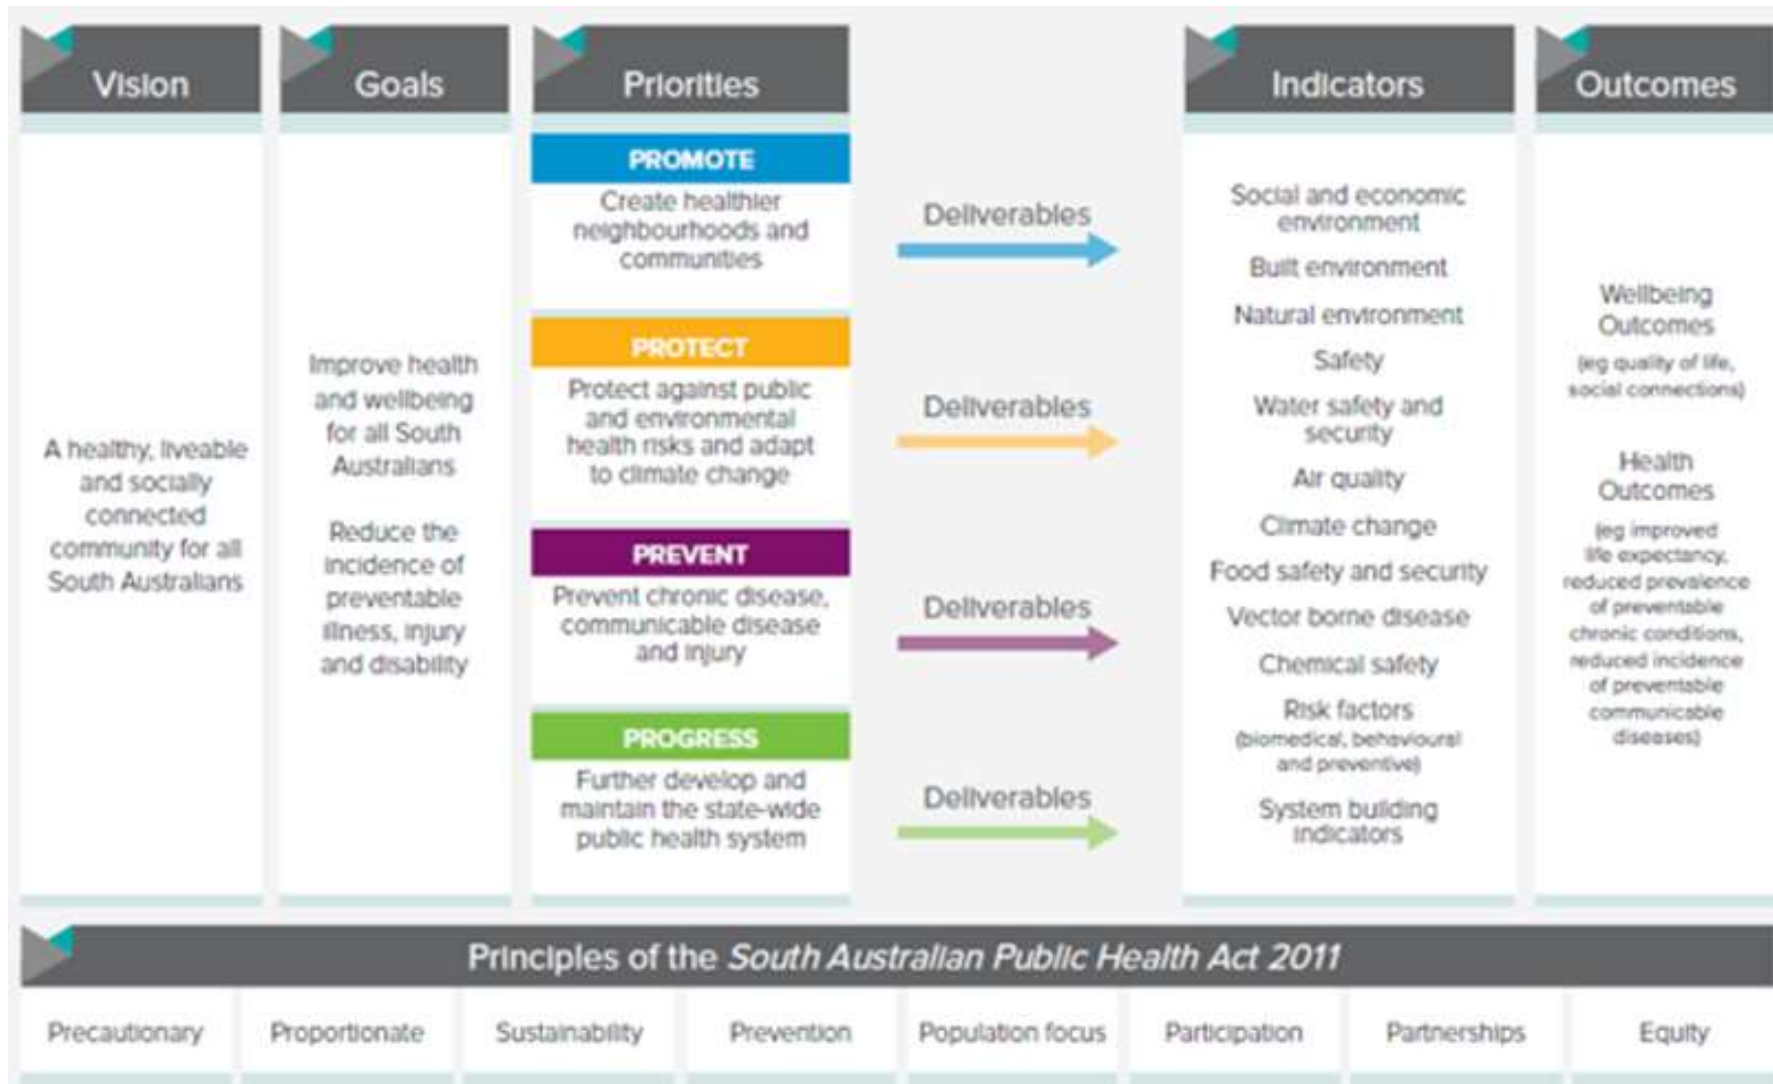 Vision
Goals
Priorities
Indicators
Outcomes
A healthy, liveable
and socially
connected
community for all
South Australians
Improve health
and wellbeing
for all South
Australians
Reduce the
incidence of
preventable
illness, injury
and disability
PROMOTE
Create healthier
neighbourhoods and
communities
PROTECT
Protect against public
and environmental
health risks and adapt
to climate change
PREVENT
Prevent chronic disease,
communicable disease
and injury
PROGRESS
Further develop and
maintain the state-wide
public health system
Deliverables
Deliverables
Deliverables
Deliverables
Social and economic
environment
Built environment
Natural environment
Safety
Water safety and
security
Air quality
Climate change
Food safety and security
Vector borne disease
Chemical safety
Risk factors
(biomedical, behavioural
and preventive)
System building
indicators
Wellbeing
Outcomes
(eg quality of life,
social connections)
Health
Outcomes
(eg improved
life expectancy,
reduced prevalence
of preventable
chronic conditions,
reduced incidence
of preventable
communicable
diseases)
Principles of the South Australian Public Health Act 2011
Precautionary
Proportionate
Sustainability
Prevention
Population focus
Participation
Partnerships
Equity